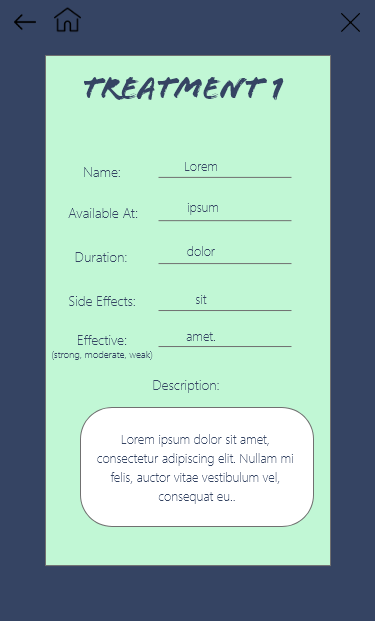 TREATMENT 1
Name: Lorem
Available At: ipsum
Duration: dolor
Side Effects: sit
Effective: amet.
(strong, moderate, weak)
Description:
Lorem ipsum dolor sit amet,
consectetur adipiscing elit. Nullam mi
felis, auctor vitae vestibulum vel,
consequat eu..